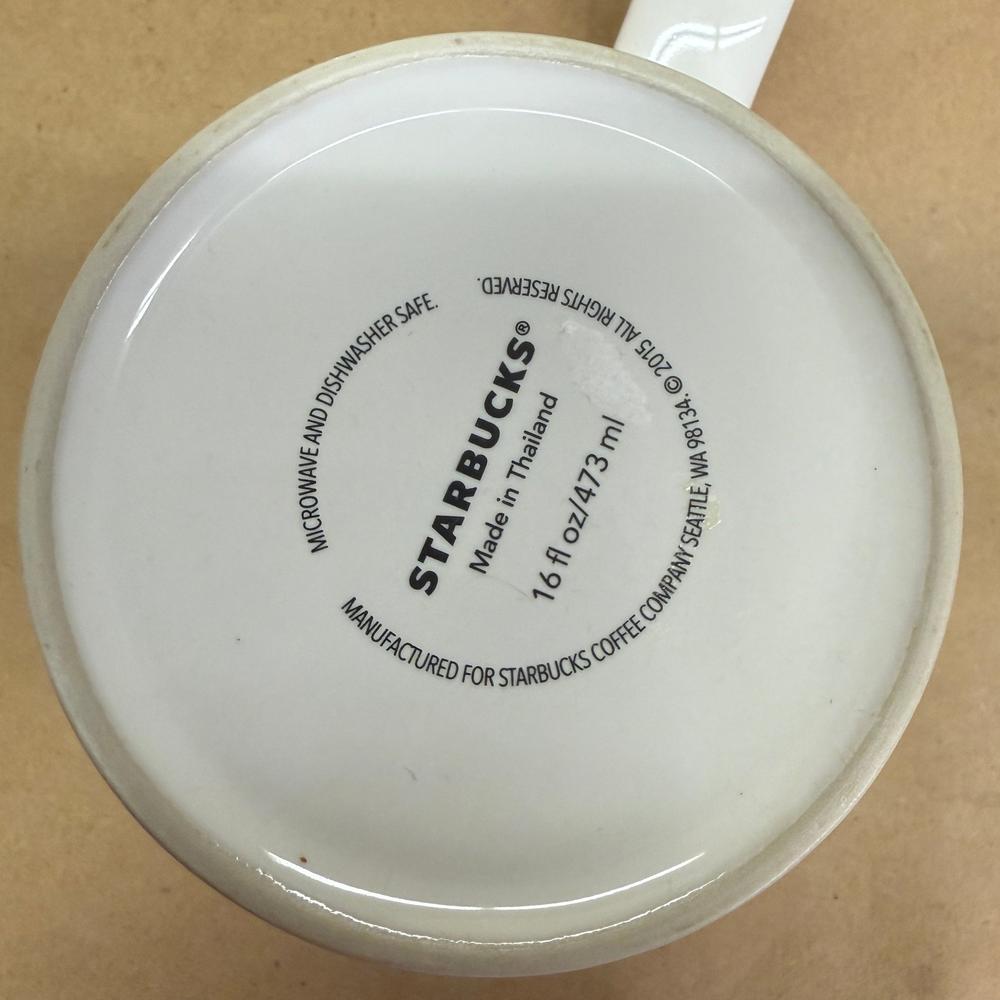 MICROWAVE AND DISHWASHER SAFE.
STARBUCKS®
Made in Thailand
16 fl oz/473 ml
MANUFACTURED FOR STARBUCKS COFFEE COMPANY SEATTLE, WA 98134. © 2015 ALL RIGHTS RESERVED.